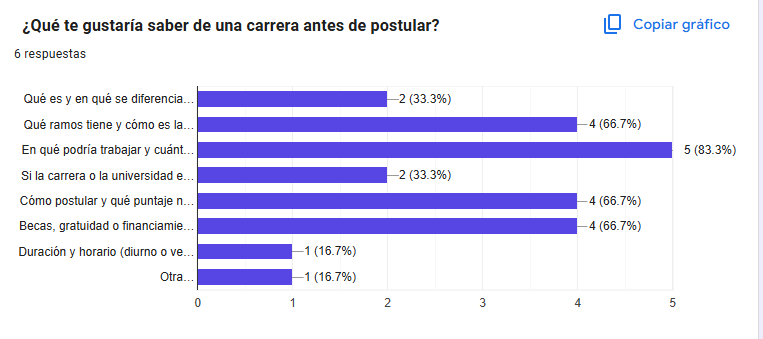 ¿Qué te gustaría saber de una carrera antes de postular?
Copiar gráfico
6 respuestas
Qué es y en qué se diferencia... 2 (33.3%)
Qué ramos tiene y cómo es la... 4 (66.7%)
En qué podría trabajar y cuánt... 5 (83.3%)
Si la carrera o la universidad e... 2 (33.3%)
Cómo postular y qué puntaje n... 4 (66.7%)
Becas, gratuidad o financiamie... 4 (66.7%)
Duración y horario (diurno o ve... 1 (16.7%)
Otra... 1 (16.7%)
0 1 2 3 4 5